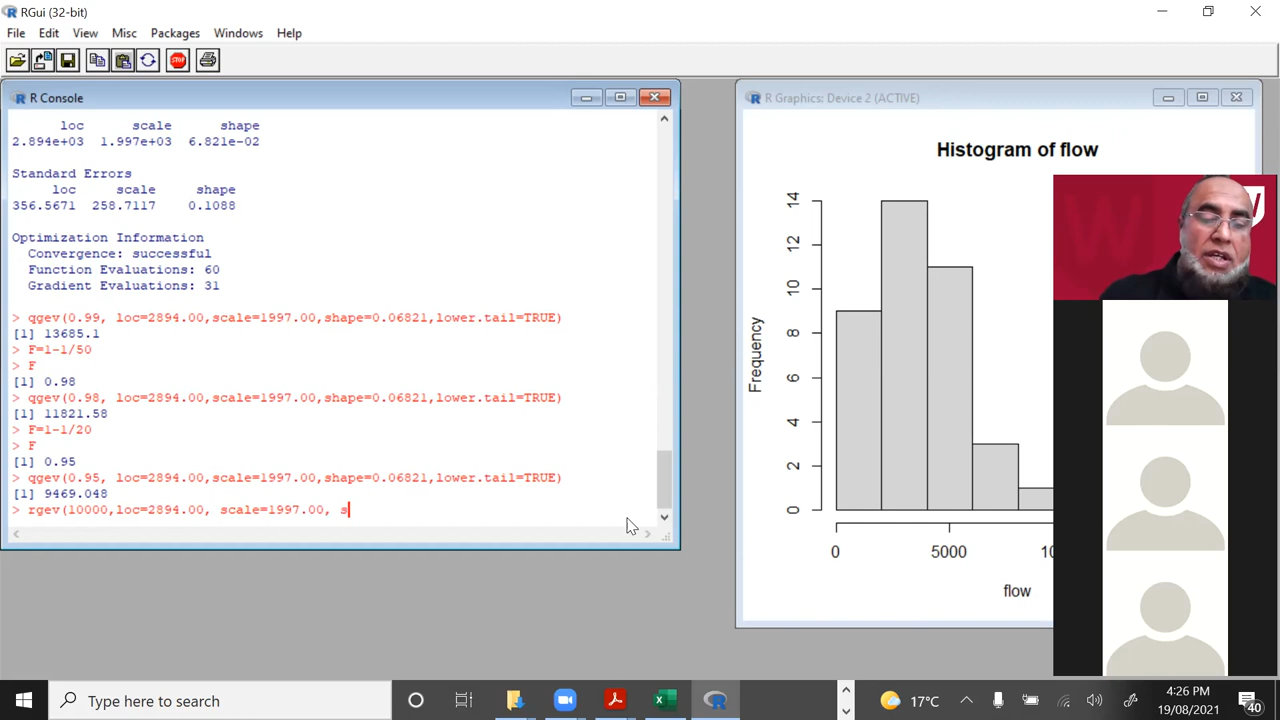 RGui (32-bit)
File Edit View Misc Packages Windows Help
STOP
R Console
loc scale shape
2.894e+03 1.997e+03 6.821e-02
Standard Errors
loc scale shape
356.5671 258.7117 0.1088
Optimization Information
Convergence: successful
Function Evaluations: 60
Gradient Evaluations: 31
> qgev(0.99, loc=2894.00,scale=1997.00,shape=0.06821,lower.tail=TRUE)
[1] 13685.1
> F=1-1/50
> F
[1] 0.98
> qgev(0.98, loc=2894.00,scale=1997.00,shape=0.06821,lower.tail=TRUE)
[1] 11821.58
> F=1-1/20
> F
[1] 0.95
> qgev(0.95, loc=2894.00,scale=1997.00,shape=0.06821,lower.tail=TRUE)
[1] 9469.048
> rgev(10000,loc=2894.00, scale=1997.00, s
R Graphics: Device 2 (ACTIVE)
Histogram of flow
Frequency
14
12
10
8
6
4
2
0
0 5000 10
flow
W
Type here to search
17°C
4:26 PM
19/08/2021
40